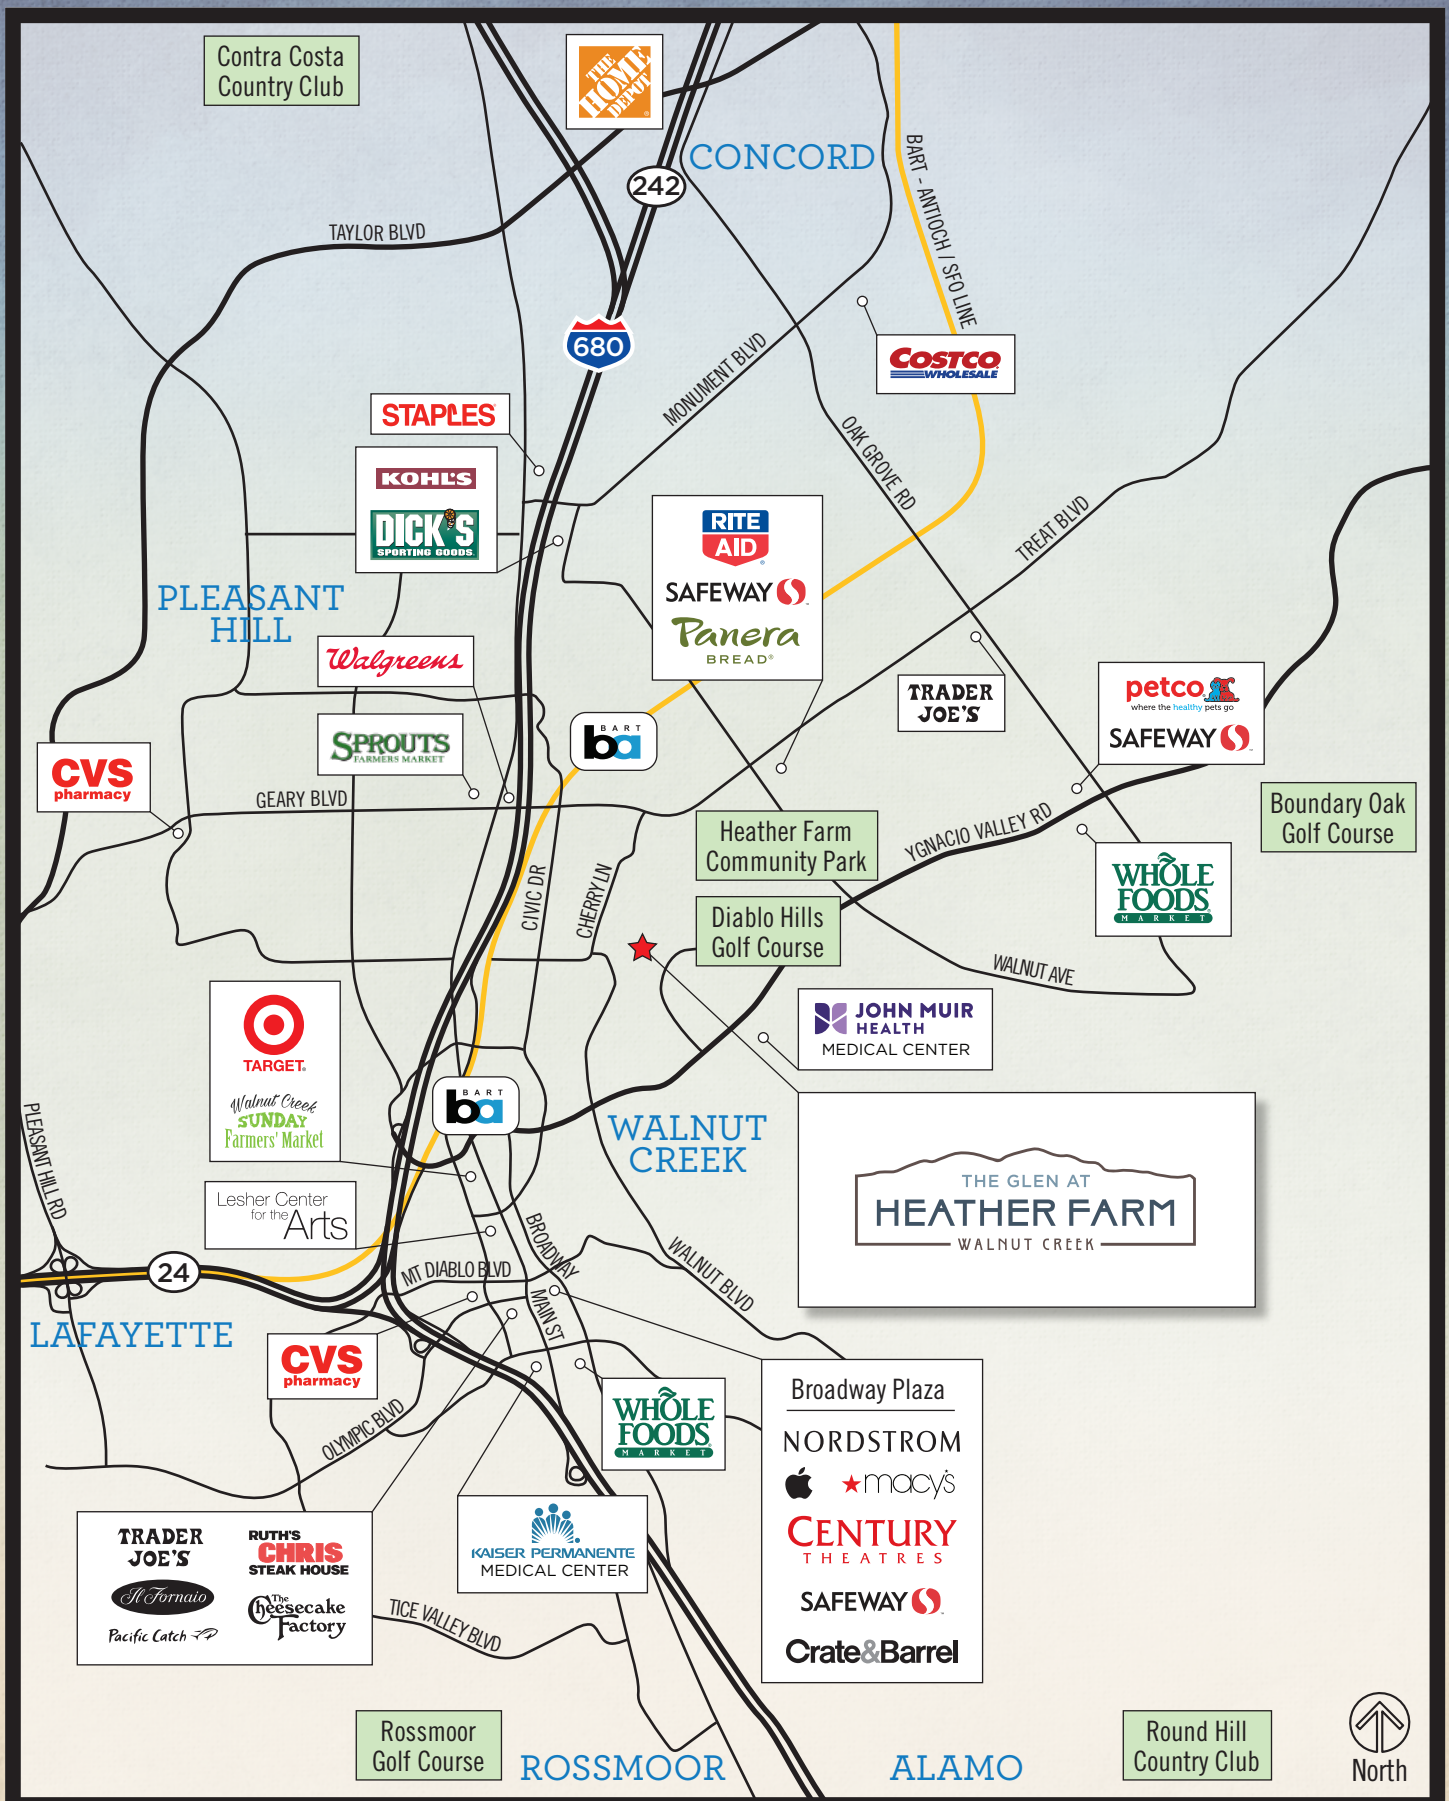 Contra Costa
Country Club
THE
HOME
DEPOT
CONCORD
242
BART - ANTIOCH / SFO LINE
TAYLOR BLVD
680
MONUMENT BLVD
COSTCO
WHOLESALE
STAPLES
KOHL'S
DICK'S
SPORTING GOODS
OAK GROVE RD
RITE
AID
SAFEWAY
Panera
BREAD®
TREAT BLVD
PLEASANT
HILL
Walgreens
TRADER
JOE'S
petco
where the healthy pets go
SAFEWAY
SPROUTS
FARMERS MARKET
BART
ba
CVS
pharmacy
GEARY BLVD
Boundary Oak
Golf Course
Heather Farm
Community Park
YGNACIO VALLEY RD
WHOLE
FOODS
MARKET
CIVIC DR
CHERRY LN
Diablo Hills
Golf Course
WALNUT AVE
TARGET
JOHN MUIR
HEALTH
MEDICAL CENTER
Walnut Creek
SUNDAY
Farmers' Market
BART
ba
PLEASANT HILL RD
WALNUT
CREEK
THE GLEN AT
HEATHER FARM
WALNUT CREEK
Lesher Center
for the
Arts
BROADWAY
WALNUT BLVD
24
MT DIABLO BLVD
MAIN ST
LAFAYETTE
CVS
pharmacy
OLYMPIC BLVD
WHOLE
FOODS
MARKET
Broadway Plaza
NORDSTROM
macy's
CENTURY
THEATRES
SAFEWAY
Crate&Barrel
TRADER
JOE'S
RUTH'S
CHRIS
STEAK HOUSE
Il Fornaio
The
Cheesecake
Factory
Pacific Catch
KAISER PERMANENTE
MEDICAL CENTER
TICE VALLEY BLVD
Rossmoor
Golf Course
ROSSMOOR
ALAMO
Round Hill
Country Club
North